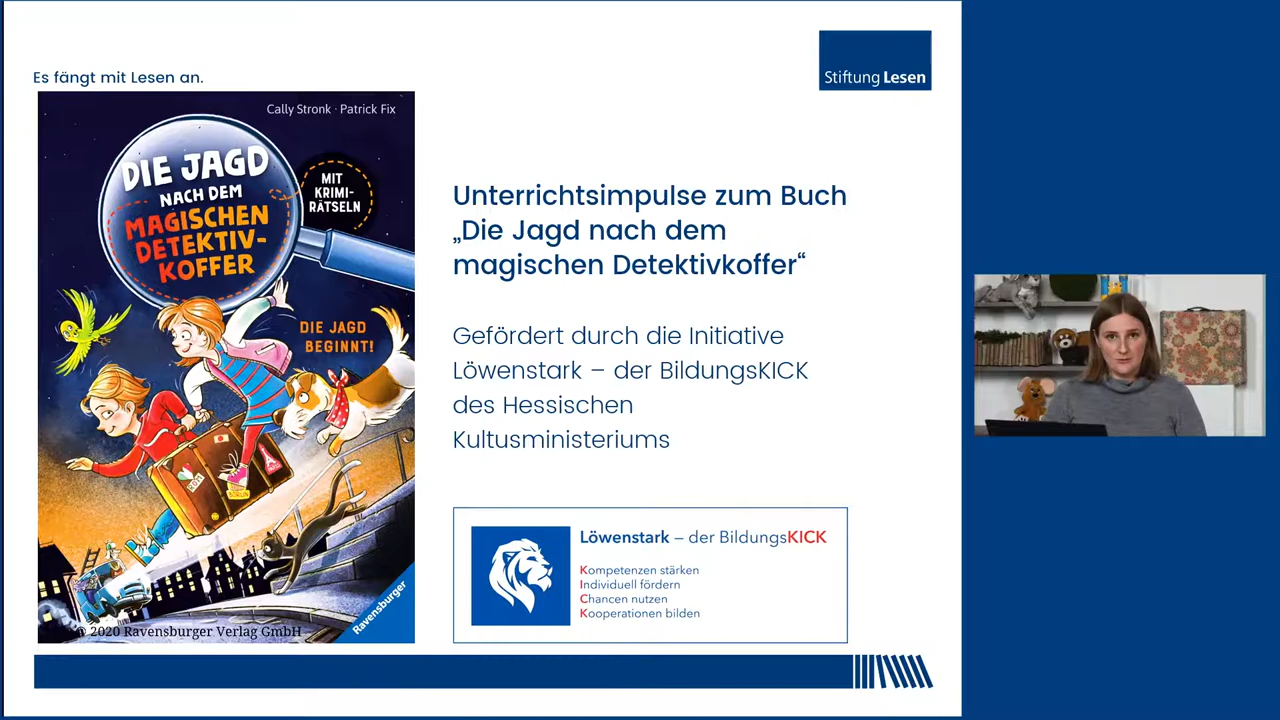 Es fängt mit Lesen an.
Stiftung Lesen
Cally Stronk · Patrick Fix
DIE JAGD
NACH DEM
MAGISCHEN
DETEKTIV-
KOFFER
MIT
KRIMI-
RÄTSELN
DIE JAGD
BEGINNT!
BERLIN
Ravensburger
© 2020 Ravensburger Verlag GmbH
Unterrichtsimpulse zum Buch
„Die Jagd nach dem
magischen Detektivkoffer“
Gefördert durch die Initiative
Löwenstark – der BildungsKICK
des Hessischen
Kultusministeriums
Löwenstark – der BildungsKICK
Kompetenzen stärken
Individuell fördern
Chancen nutzen
Kooperationen bilden